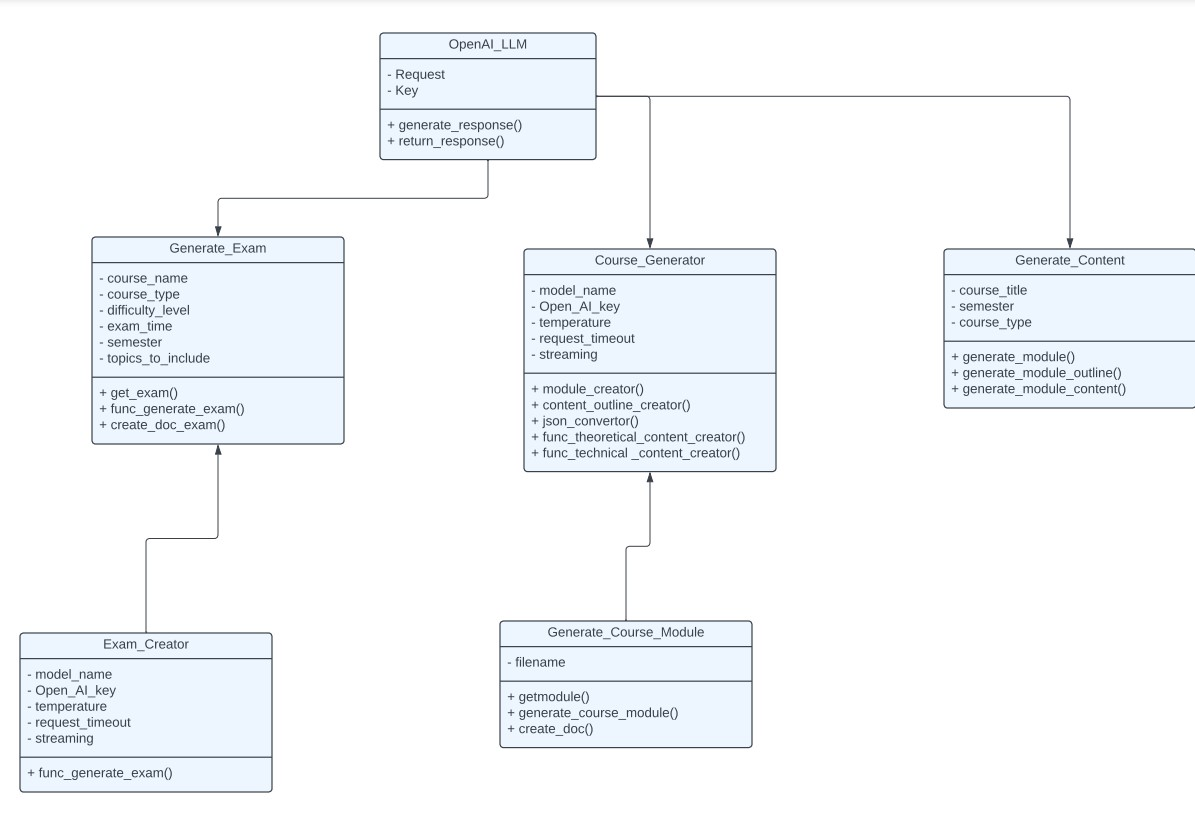 OpenAI_LLM
- Request
- Key
+ generate_response()
+ return_response()
Generate_Exam
- course_name
- course_type
- difficulty_level
- exam_time
- semester
- topics_to_include
+ get_exam()
+ func_generate_exam()
+ create_doc_exam()
Course_Generator
- model_name
- Open_AI_key
- temperature
- request_timeout
- streaming
+ module_creator()
+ content_outline_creator()
+ json_convertor()
+ func_theoretical_content_creator()
+ func_technical _content_creator()
Generate_Content
- course_title
- semester
- course_type
+ generate_module()
+ generate_module_outline()
+ generate_module_content()
Exam_Creator
- model_name
- Open_AI_key
- temperature
- request_timeout
- streaming
+ func_generate_exam()
Generate_Course_Module
- filename
+ getmodule()
+ generate_course_module()
+ create_doc()